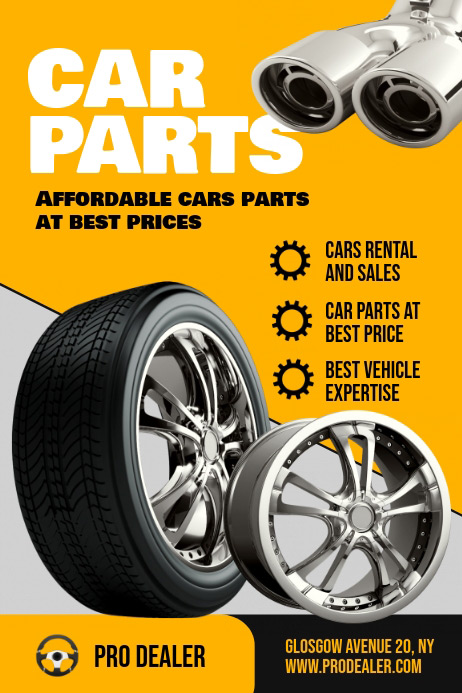 CAR
PARTS
AFFORDABLE CARS PARTS
AT BEST PRICES
CARS RENTAL
AND SALES
CAR PARTS AT
BEST PRICE
BEST VEHICLE
EXPERTISE
PRO DEALER
GLOSGOW AVENUE 20, NY
WWW.PRODEALER.COM